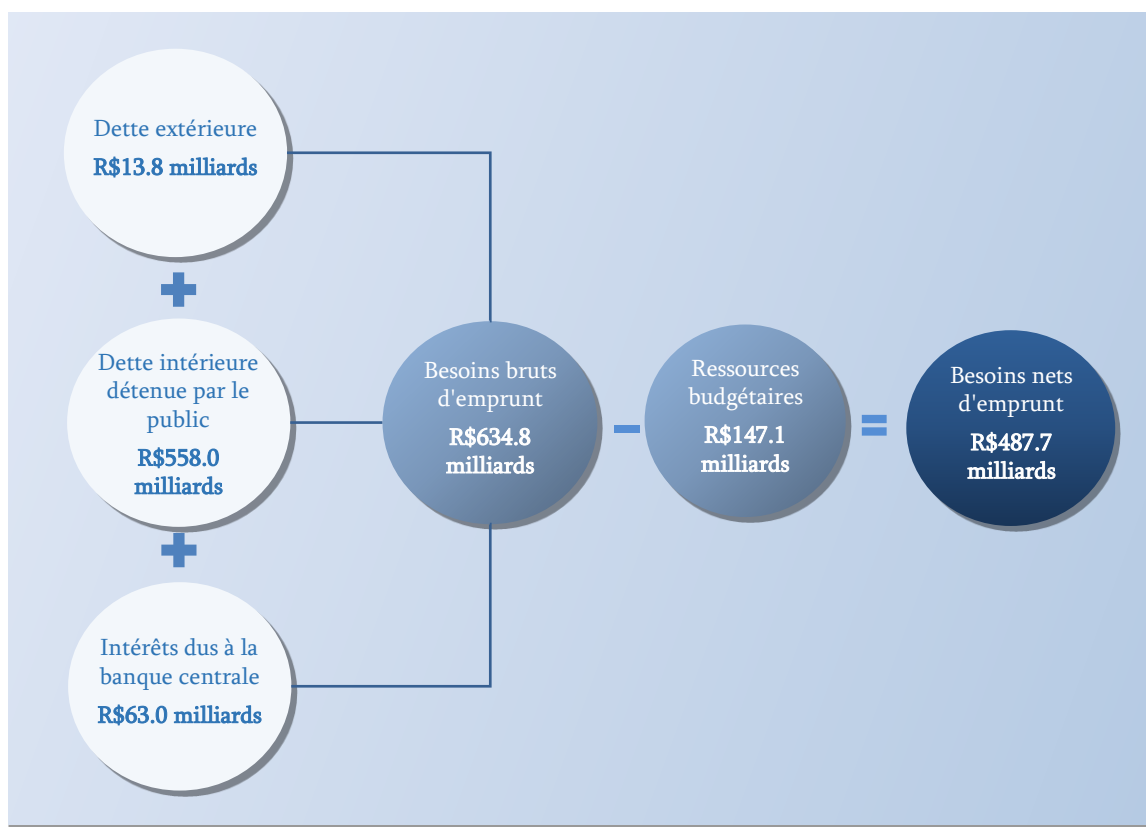 Dette extérieure
R$13.8 milliards
Dette intérieure
détenue par le
public
R$558.0
milliards
Intérêts dus à la
banque centrale
R$63.0 milliards
Besoins bruts
d'emprunt
R$634.8
milliards
Ressources
budgétaires
R$147.1
milliards
Besoins nets
d'emprunt
R$487.7
milliards